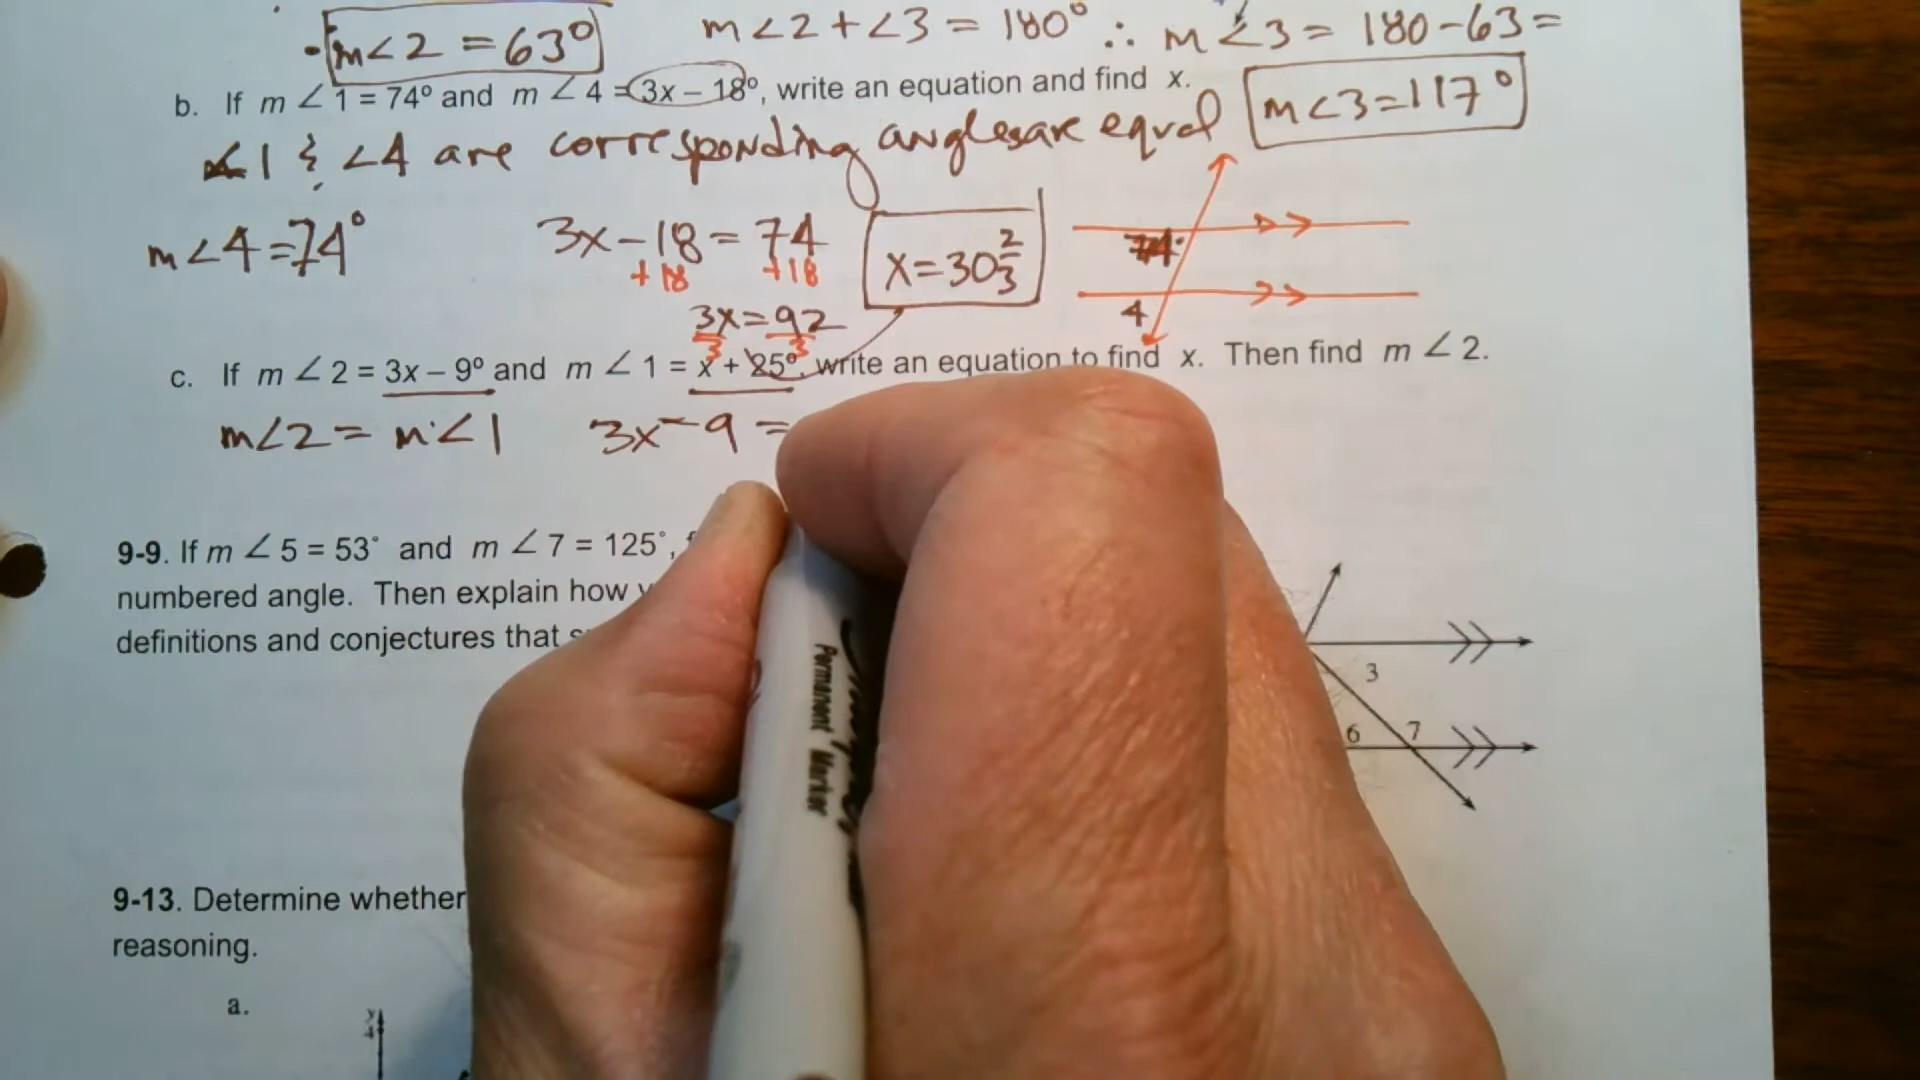 m∠2 = 63° m∠2 + ∠3 = 180° ∴ m∠3 = 180 - 63 =
b. If m ∠ 1 = 74° and m ∠ 4 = 3x – 18°, write an equation and find x. m∠3 = 117°
∠1 & ∠4 are corresponding angles are equal
m∠4 = 74° 3x - 18 = 74 x = 30 2/3
+18 +18
3x = 92 4
3 3
c. If m ∠ 2 = 3x – 9° and m ∠ 1 = x + 25°, write an equation to find x. Then find m ∠ 2.
m∠2 = m∠1 3x - 9 =
9-9. If m ∠ 5 = 53° and m ∠ 7 = 125°,
numbered angle. Then explain how
definitions and conjectures that
3
6 7
9-13. Determine whether
reasoning.
a.
y
4
Permanent Marker